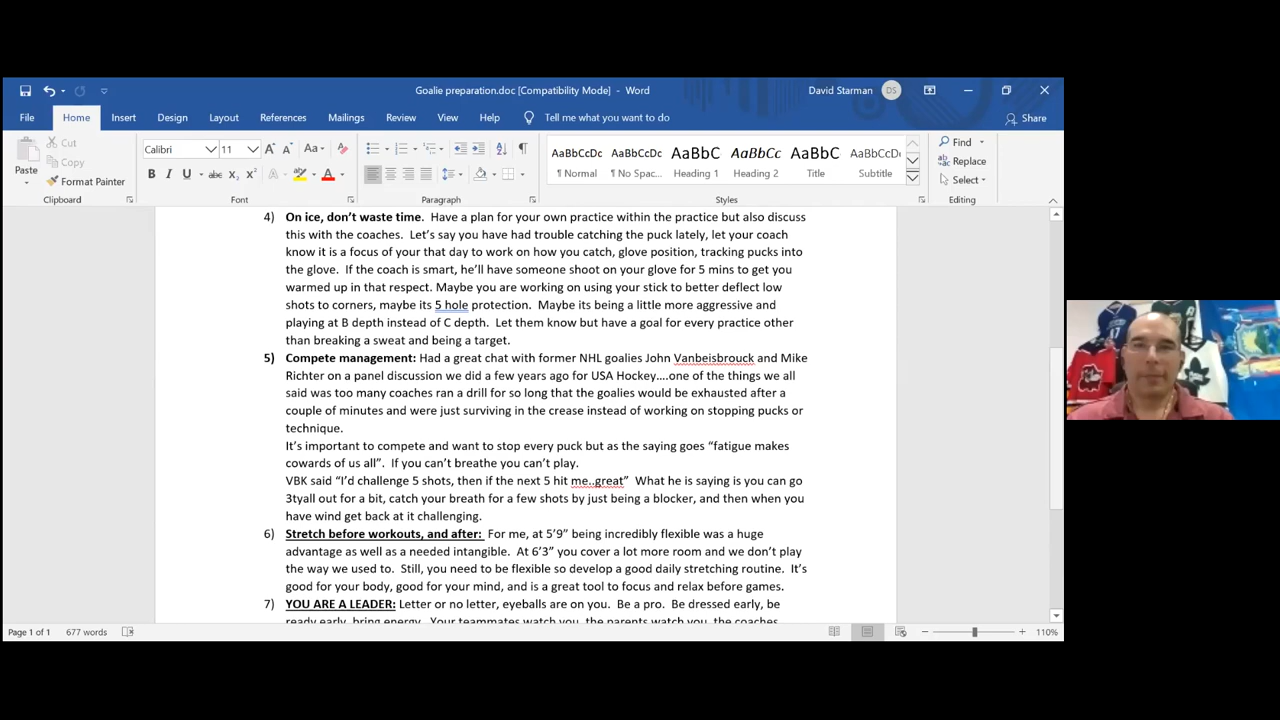 Goalie preparation.doc [Compatibility Mode] - Word
David Starman
DS
File Home Insert Design Layout References Mailings Review View Help Tell me what you want to do
Share
Paste
Cut
Copy
Format Painter
Clipboard
Calibri 11
Font
Paragraph
AaBbCcDc AaBbCcDc AaBbC AaBbCc AaBbC AaBbCcD
¶ Normal ¶ No Spac... Heading 1 Heading 2 Title Subtitle
Styles
Find
Replace
Select
Editing
4) On ice, don’t waste time. Have a plan for your own practice within the practice but also discuss
this with the coaches. Let’s say you have had trouble catching the puck lately, let your coach
know it is a focus of your that day to work on how you catch, glove position, tracking pucks into
the glove. If the coach is smart, he’ll have someone shoot on your glove for 5 mins to get you
warmed up in that respect. Maybe you are working on using your stick to better deflect low
shots to corners, maybe its 5 hole protection. Maybe its being a little more aggressive and
playing at B depth instead of C depth. Let them know but have a goal for every practice other
than breaking a sweat and being a target.
5) Compete management: Had a great chat with former NHL goalies John Vanbeisbrouck and Mike
Richter on a panel discussion we did a few years ago for USA Hockey....one of the things we all
said was too many coaches ran a drill for so long that the goalies would be exhausted after a
couple of minutes and were just surviving in the crease instead of working on stopping pucks or
technique.
It’s important to compete and want to stop every puck but as the saying goes “fatigue makes
cowards of us all”. If you can’t breathe you can’t play.
VBK said “I’d challenge 5 shots, then if the next 5 hit me..great” What he is saying is you can go
3tyall out for a bit, catch your breath for a few shots by just being a blocker, and then when you
have wind get back at it challenging.
6) Stretch before workouts, and after: For me, at 5’9” being incredibly flexible was a huge
advantage as well as a needed intangible. At 6’3” you cover a lot more room and we don’t play
the way we used to. Still, you need to be flexible so develop a good daily stretching routine. It’s
good for your body, good for your mind, and is a great tool to focus and relax before games.
7) YOU ARE A LEADER: Letter or no letter, eyeballs are on you. Be a pro. Be dressed early, be
ready early, bring energy. Your teammates watch you, the parents watch you, the coaches
Page 1 of 1 677 words
110%